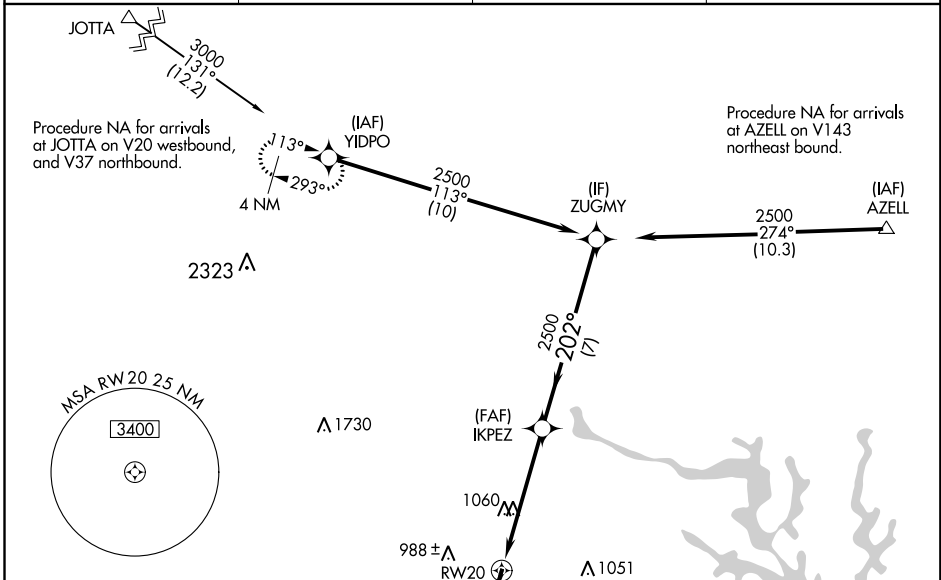 JOTTA
3000
131°
(12.2)
Procedure NA for arrivals
at JOTTA on V20 westbound,
and V37 northbound.
(IAF)
YIDPO
113°
293°
4 NM
2500
113°
(10)
(IF)
ZUGMY
Procedure NA for arrivals
at AZELL on V143
northeast bound.
(IAF)
AZELL
2500
274°
(10.3)
2323
2500
202°
(7)
MSA RW20 25 NM
3400
1730
(FAF)
IKPEZ
1060
988 ±
RW20
1051